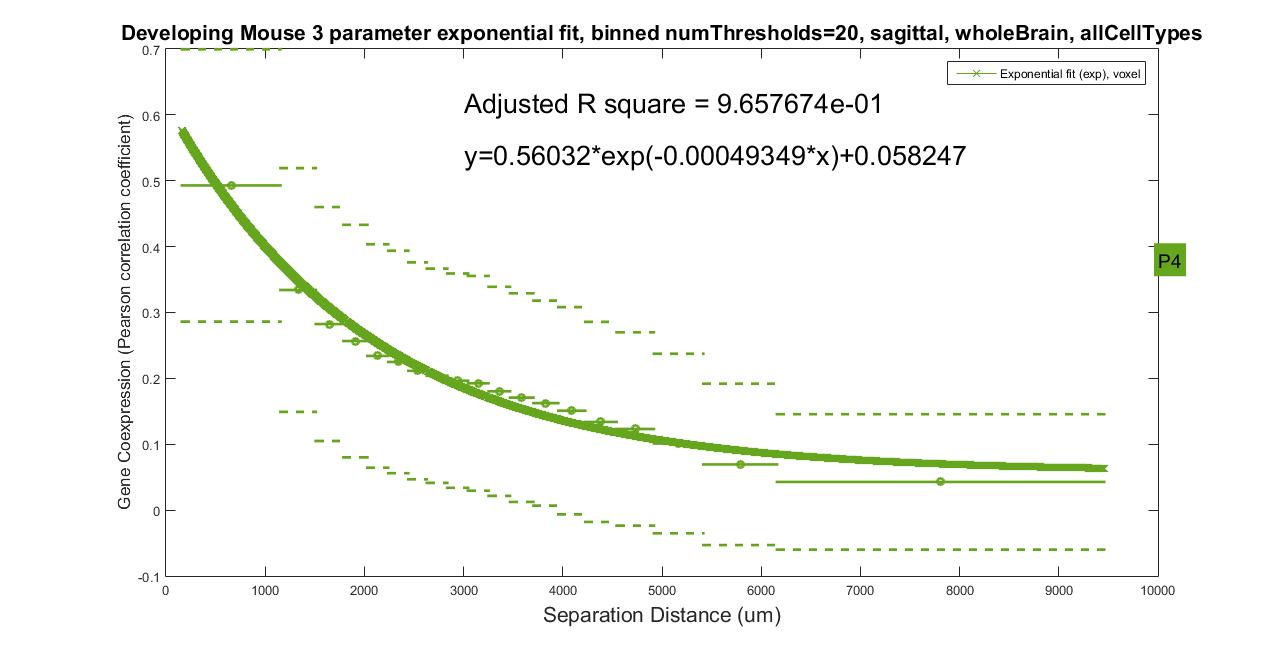 Developing Mouse 3 parameter exponential fit, binned numThresholds=20, sagittal, wholeBrain, allCellTypes
Exponential fit (exp), voxel
Adjusted R square = 9.657674e-01
y=0.56032*exp(-0.00049349*x)+0.058247
P4
Gene Coexpression (Pearson correlation coefficient)
0.7
0.6
0.5
0.4
0.3
0.2
0.1
0
-0.1
0 1000 2000 3000 4000 5000 6000 7000 8000 9000 10000
Separation Distance (um)